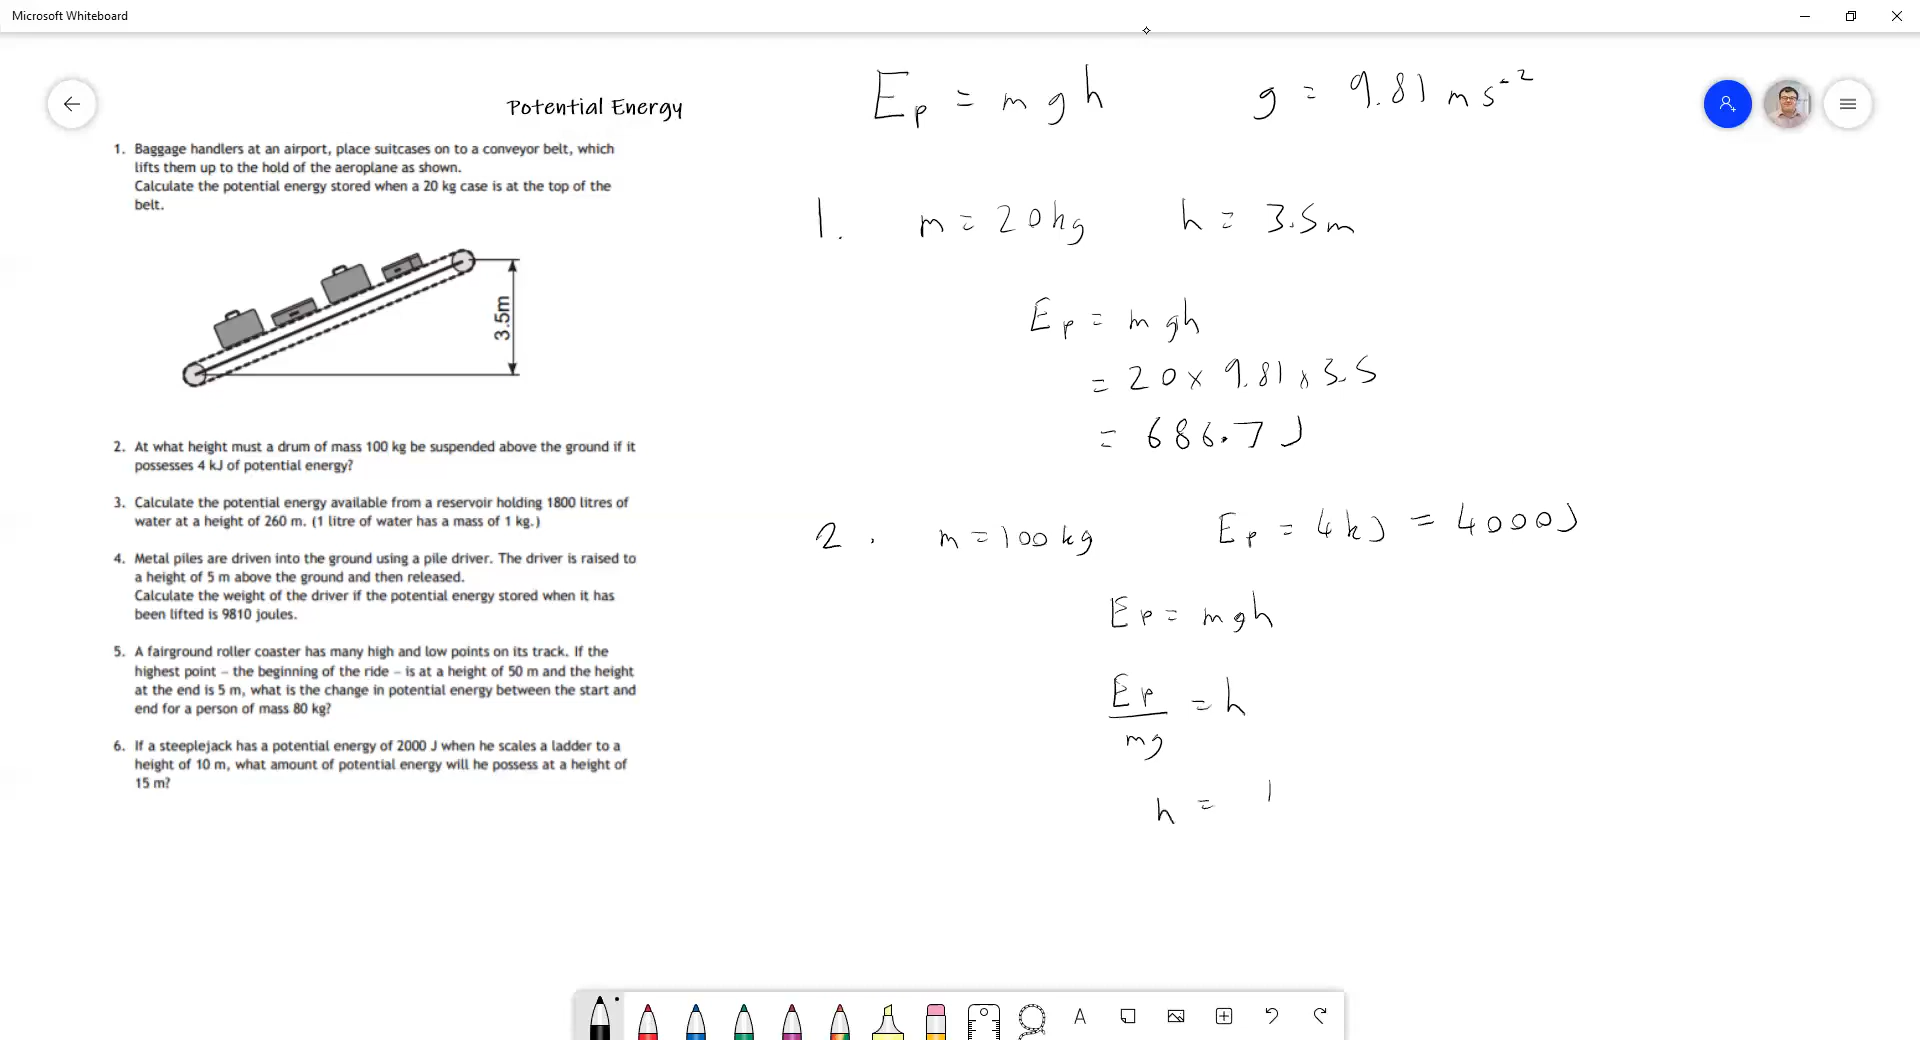 Microsoft Whiteboard
Potential Energy
1. Baggage handlers at an airport, place suitcases on to a conveyor belt, which
lifts them up to the hold of the aeroplane as shown.
Calculate the potential energy stored when a 20 kg case is at the top of the
belt.
3.5m
2. At what height must a drum of mass 100 kg be suspended above the ground if it
possesses 4 kJ of potential energy?
3. Calculate the potential energy available from a reservoir holding 1800 litres of
water at a height of 260 m. (1 litre of water has a mass of 1 kg.)
4. Metal piles are driven into the ground using a pile driver. The driver is raised to
a height of 5 m above the ground and then released.
Calculate the weight of the driver if the potential energy stored when it has
been lifted is 9810 joules.
5. A fairground roller coaster has many high and low points on its track. If the
highest point – the beginning of the ride – is at a height of 50 m and the height
at the end is 5 m, what is the change in potential energy between the start and
end for a person of mass 80 kg?
6. If a steeplejack has a potential energy of 2000 J when he scales a ladder to a
height of 10 m, what amount of potential energy will he possess at a height of
15 m?
Ep = mgh g = 9.81 ms⁻²
1. m = 20kg h = 3.5m
Ep = mgh
= 20 x 9.81 x 3.5
= 686.7 J
2. m = 100kg Ep = 4kJ = 4000J
Ep = mgh
Ep
mg
= h
h =
A